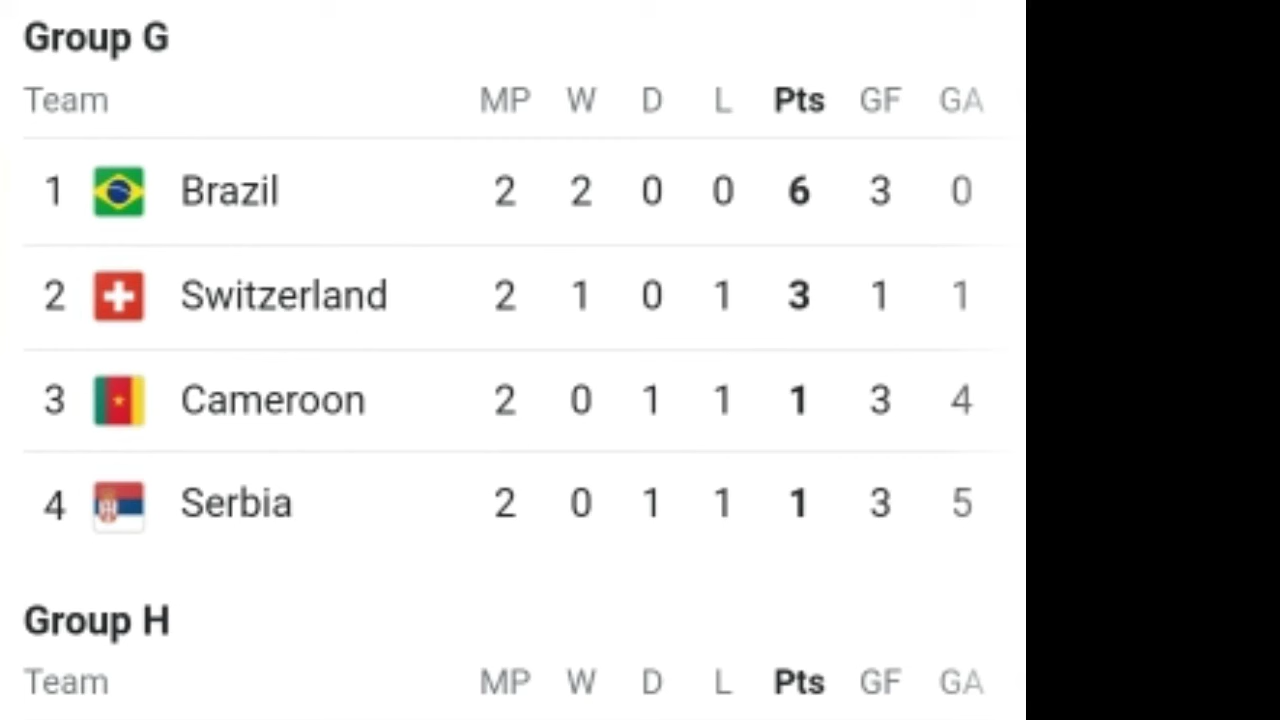 Group G
Team MP W D L Pts GF GA
1 Brazil 2 2 0 0 6 3 0
2 Switzerland 2 1 0 1 3 1 1
3 Cameroon 2 0 1 1 1 3 4
4 Serbia 2 0 1 1 1 3 5
Group H
Team MP W D L Pts GF GA